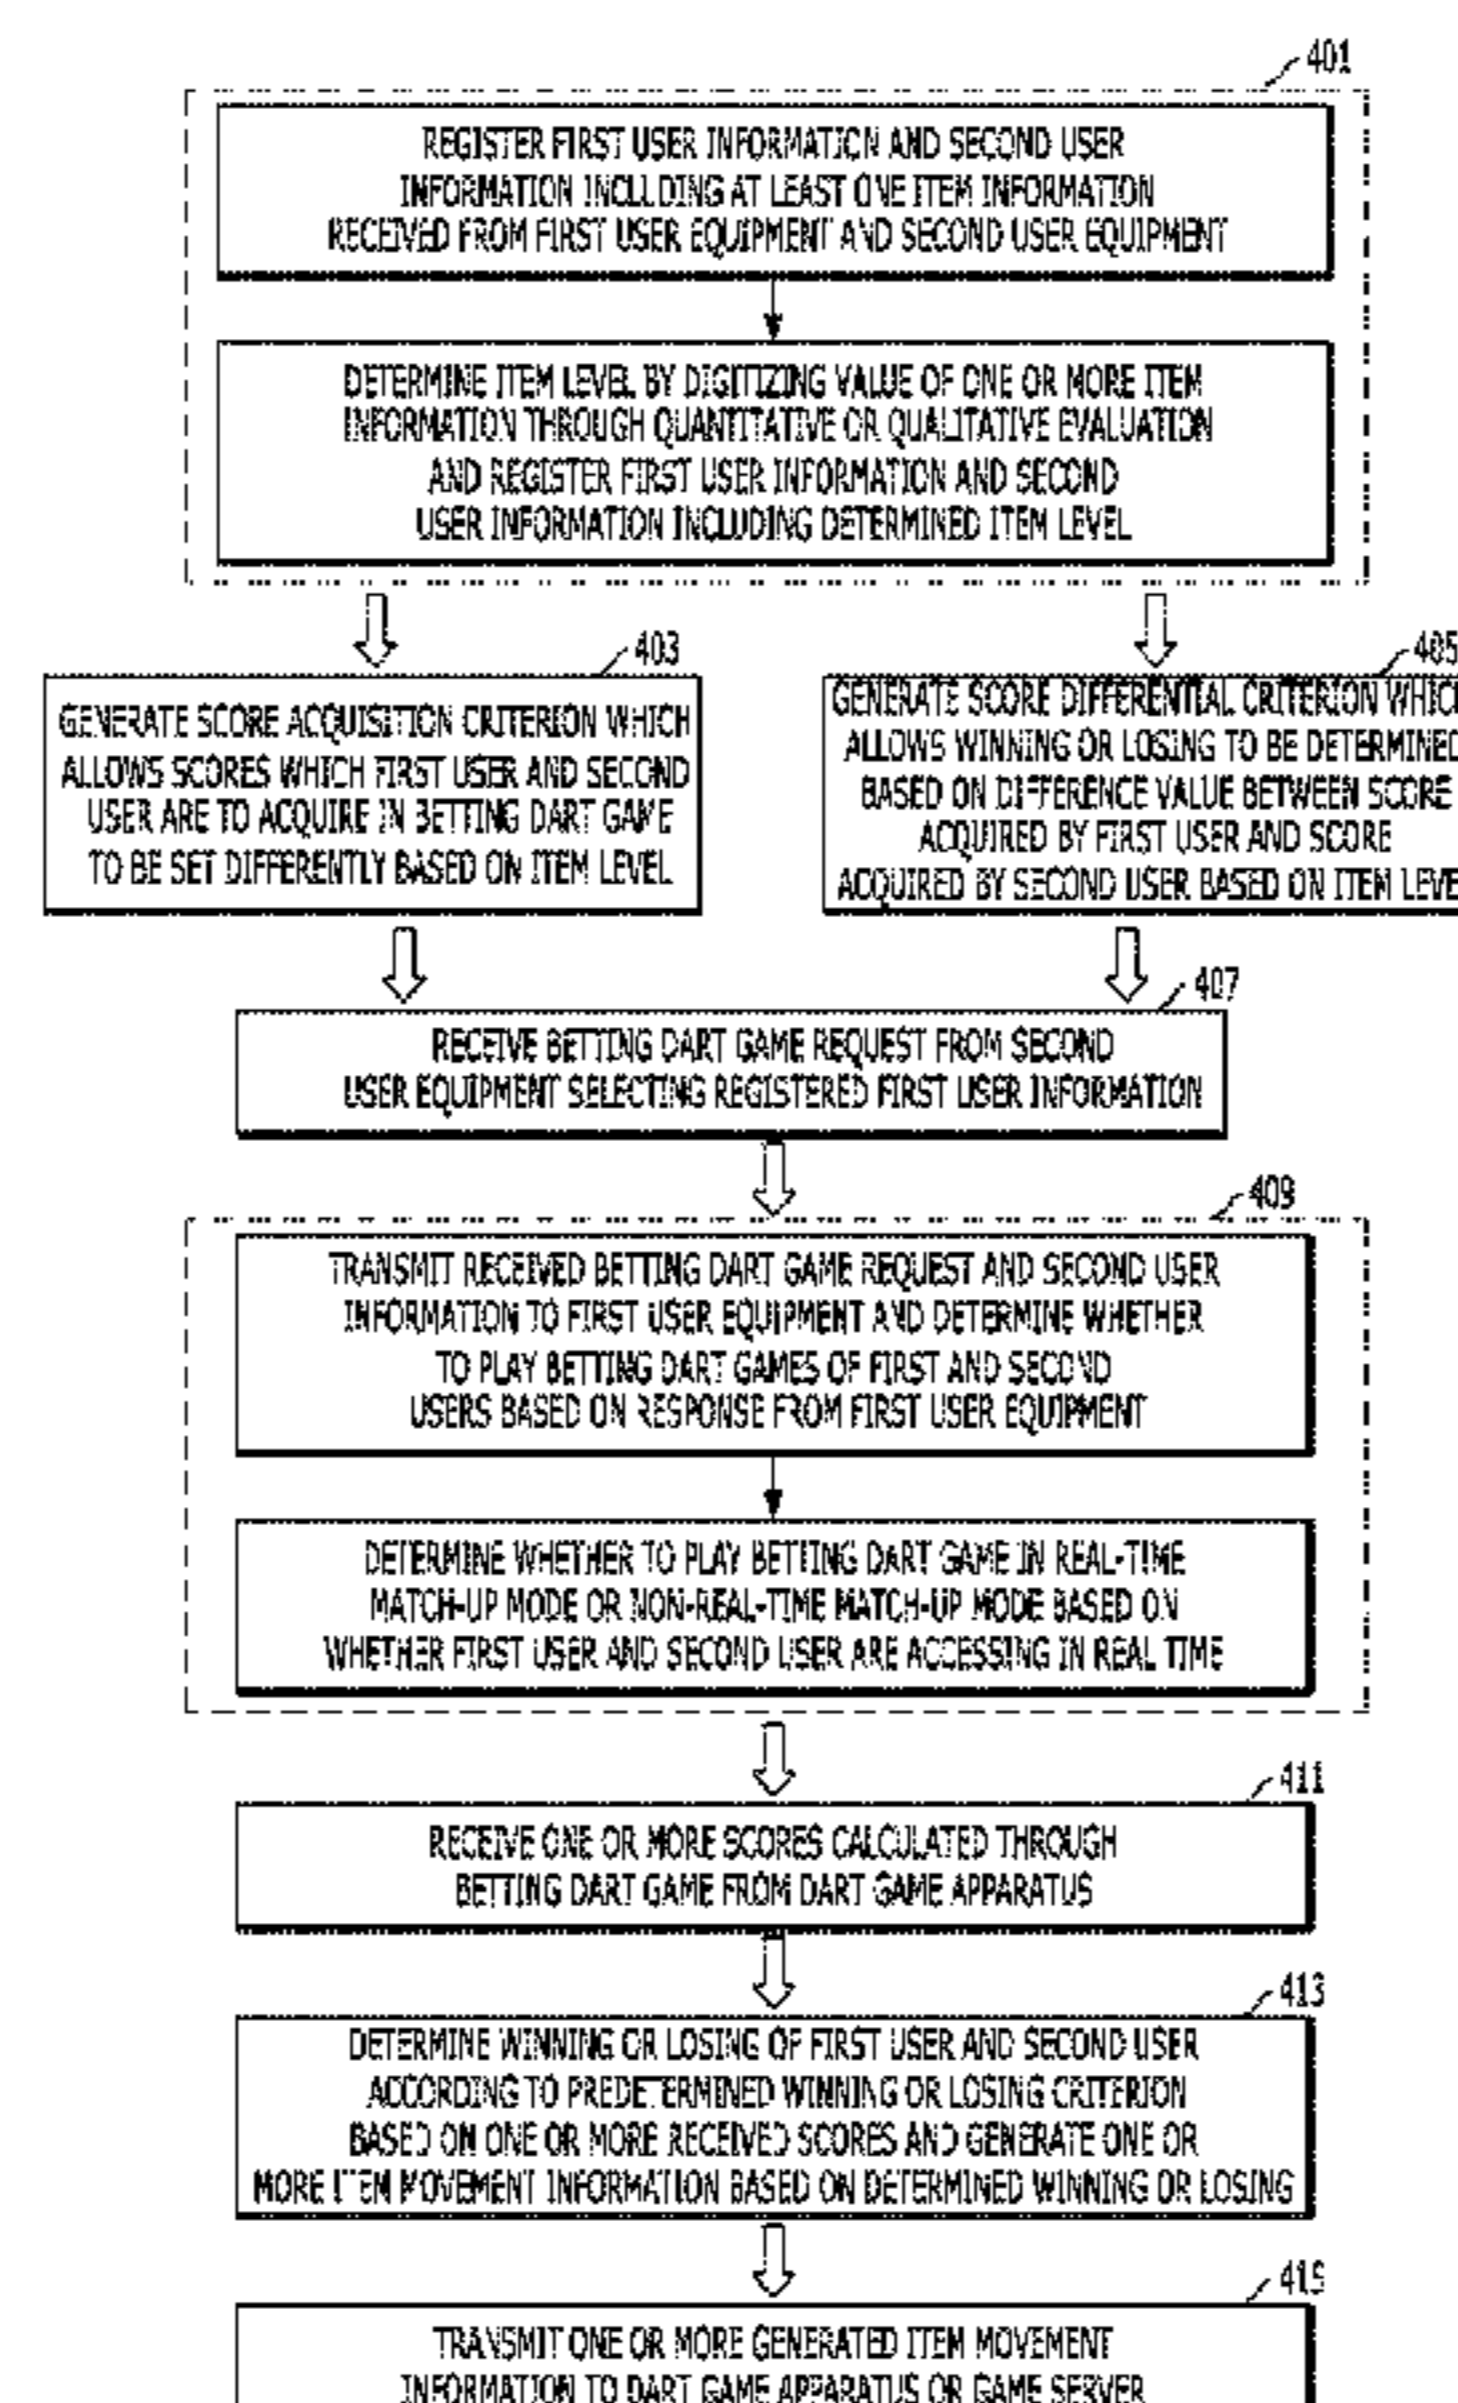 401
REGISTER FIRST USER INFORMATION AND SECOND USER
INFORMATION INCLUDING AT LEAST ONE ITEM INFORMATION
RECEIVED FROM FIRST USER EQUIPMENT AND SECOND USER EQUIPMENT
DETERMINE ITEM LEVEL BY DIGITIZING VALUE OF ONE OR MORE ITEM
INFORMATION THROUGH QUANTITATIVE OR QUALITATIVE EVALUATION
AND REGISTER FIRST USER INFORMATION AND SECOND
USER INFORMATION INCLUDING DETERMINED ITEM LEVEL
403
GENERATE SCORE ACQUISITION CRITERION WHICH
ALLOWS SCORES WHICH FIRST USER AND SECOND
USER ARE TO ACQUIRE IN BETTING DART GAME
TO BE SET DIFFERENTLY BASED ON ITEM LEVEL
405
GENERATE SCORE DIFFERENTIAL CRITERION WHICH
ALLOWS WINNING OR LOSING TO BE DETERMINED
BASED ON DIFFERENCE VALUE BETWEEN SCORE
ACQUIRED BY FIRST USER AND SCORE
ACQUIRED BY SECOND USER BASED ON ITEM LEVE
407
RECEIVE BETTING DART GAME REQUEST FROM SECOND
USER EQUIPMENT SELECTING REGISTERED FIRST USER INFORMATION
409
TRANSMIT RECEIVED BETTING DART GAME REQUEST AND SECOND USER
INFORMATION TO FIRST USER EQUIPMENT AND DETERMINE WHETHER
TO PLAY BETTING DART GAMES OF FIRST AND SECOND
USERS BASED ON RESPONSE FROM FIRST USER EQUIPMENT
DETERMINE WHETHER TO PLAY BETTING DART GAME IN REAL-TIME
MATCH-UP MODE OR NON-REAL-TIME MATCH-UP MODE BASED ON
WHETHER FIRST USER AND SECOND USER ARE ACCESSING IN REAL TIME
411
RECEIVE ONE OR MORE SCORES CALCULATED THROUGH
BETTING DART GAME FROM DART GAME APPARATUS
413
DETERMINE WINNING OR LOSING OF FIRST USER AND SECOND USER
ACCORDING TO PREDETERMINED WINNING OR LOSING CRITERION
BASED ON ONE OR MORE RECEIVED SCORES AND GENERATE ONE OR
MORE ITEM MOVEMENT INFORMATION BASED ON DETERMINED WINNING OR LOSING
415
TRANSMIT ONE OR MORE GENERATED ITEM MOVEMENT
INFORMATION TO DART GAME APPARATUS OR GAME SERVER